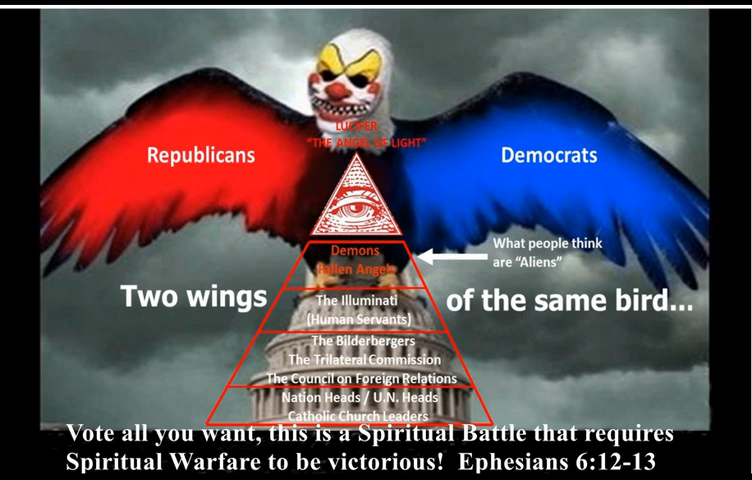 LUCIFER
"THE ANGEL OF LIGHT"
Republicans
Democrats
Demons
Fallen Angels
What people think
are "Aliens"
Two wings
of the same bird...
The Illuminati
(Human Servants)
The Bilderbergers
The Trilateral Commission
The Council on Foreign Relations
Nation Heads / U.N. Heads
Catholic Church Leaders
Vote all you want, this is a Spiritual Battle that requires
Spiritual Warfare to be victorious!  Ephesians 6:12-13